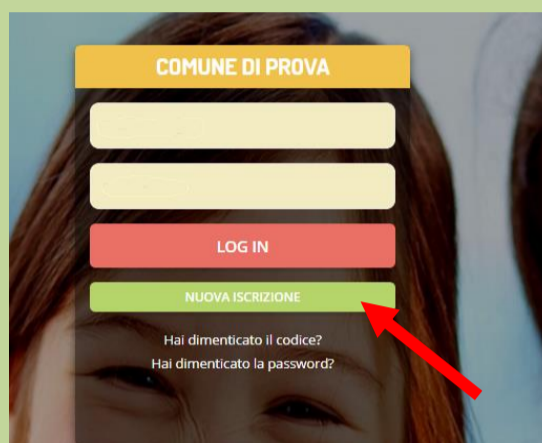 COMUNE DI PROVA
LOG IN
NUOVA ISCRIZIONE
Hai dimenticato il codice?
Hai dimenticato la password?